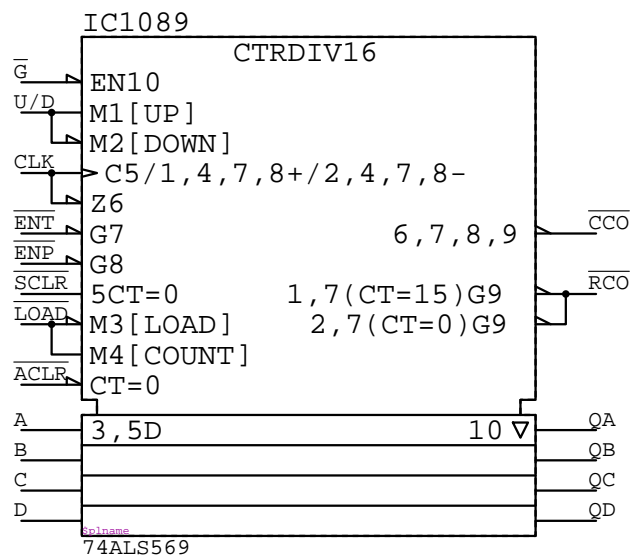 IC1089
CTRDIV16
G EN10
U/D M1[UP]
M2[DOWN]
CLK C5/1,4,7,8+/2,4,7,8-
Z6
ENT G7 6,7,8,9 CCO
ENP G8
SCLR 5CT=0 1,7(CT=15)G9 RCO
LOAD M3[LOAD] 2,7(CT=0)G9
M4[COUNT]
ACLR CT=0
A 3,5D 10 QA
B QB
C QC
D QD
$plname
74ALS569